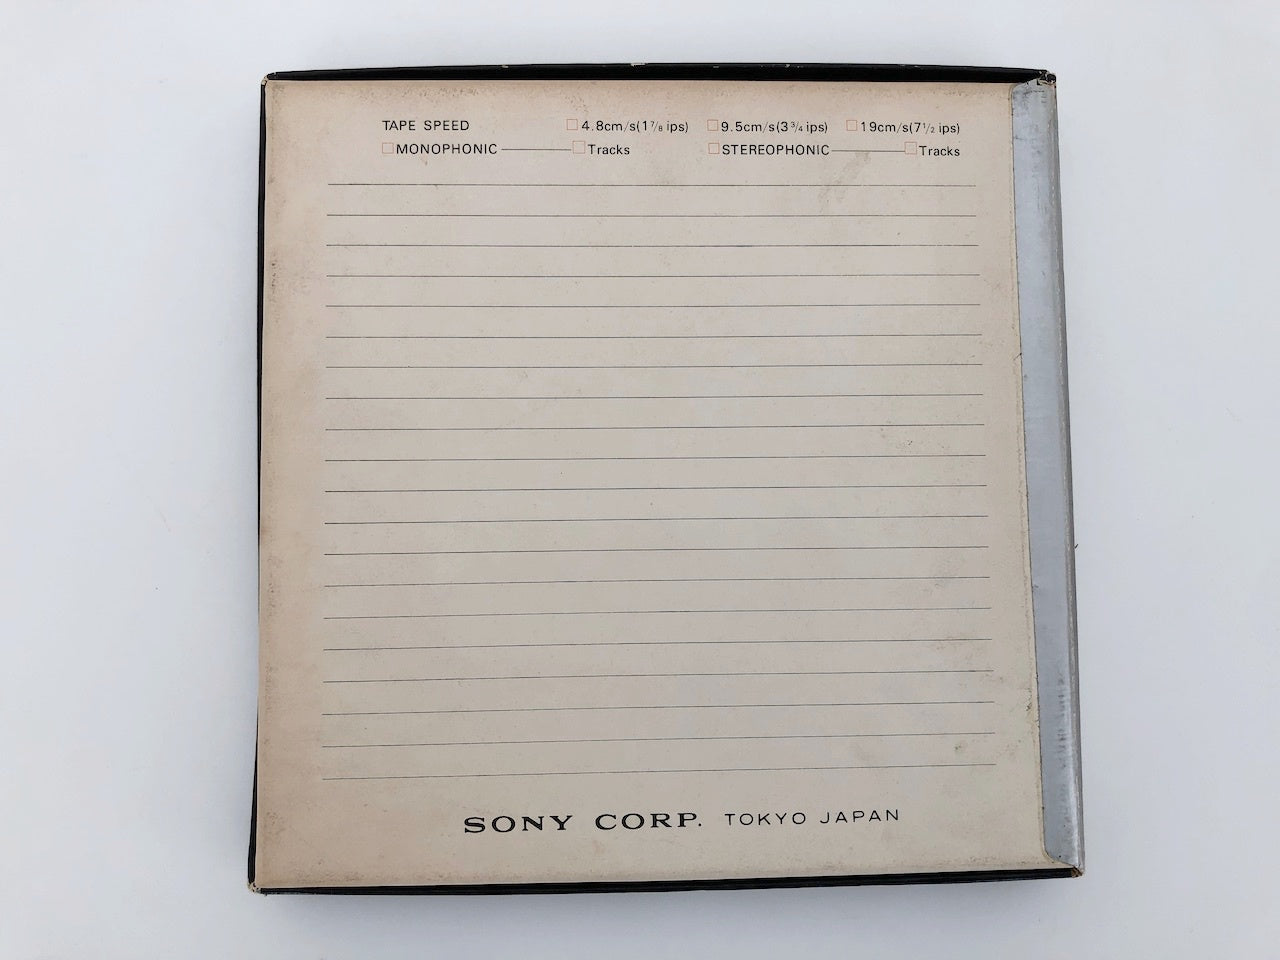 TAPE SPEED □4.8cm/s(1⅞ ips) □9.5cm/s(3¾ ips) □19cm/s(7½ ips)
□MONOPHONIC ——— □Tracks □STEREOPHONIC ——— □Tracks
SONY CORP. TOKYO JAPAN